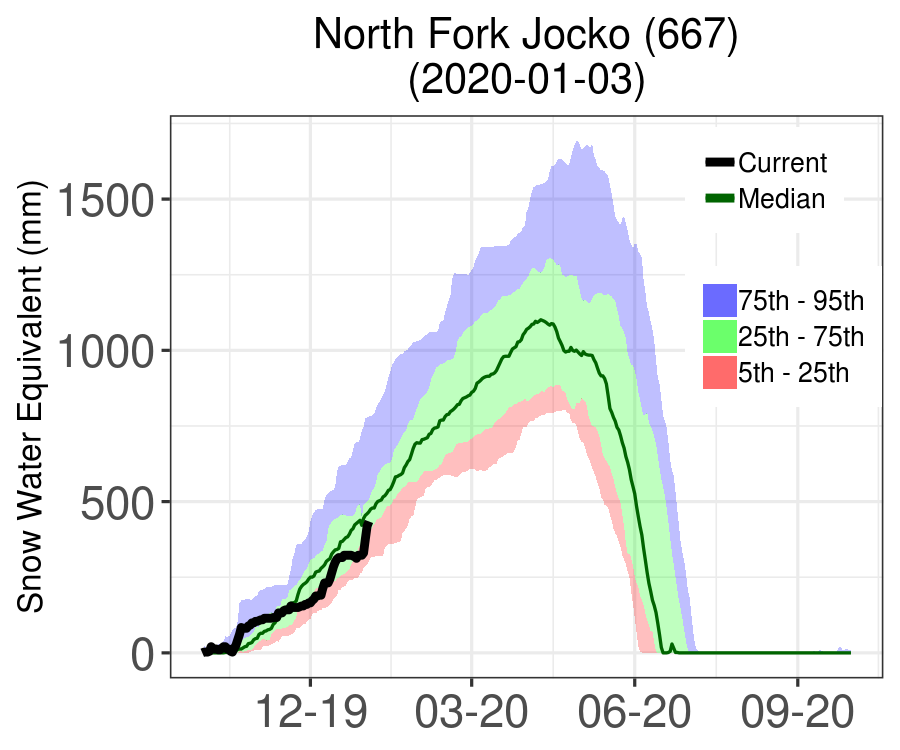 North Fork Jocko (667)
(2020-01-03)
Snow Water Equivalent (mm)
1500
1000
500
0
Current
Median
75th - 95th
25th - 75th
5th - 25th
12-19 03-20 06-20 09-20